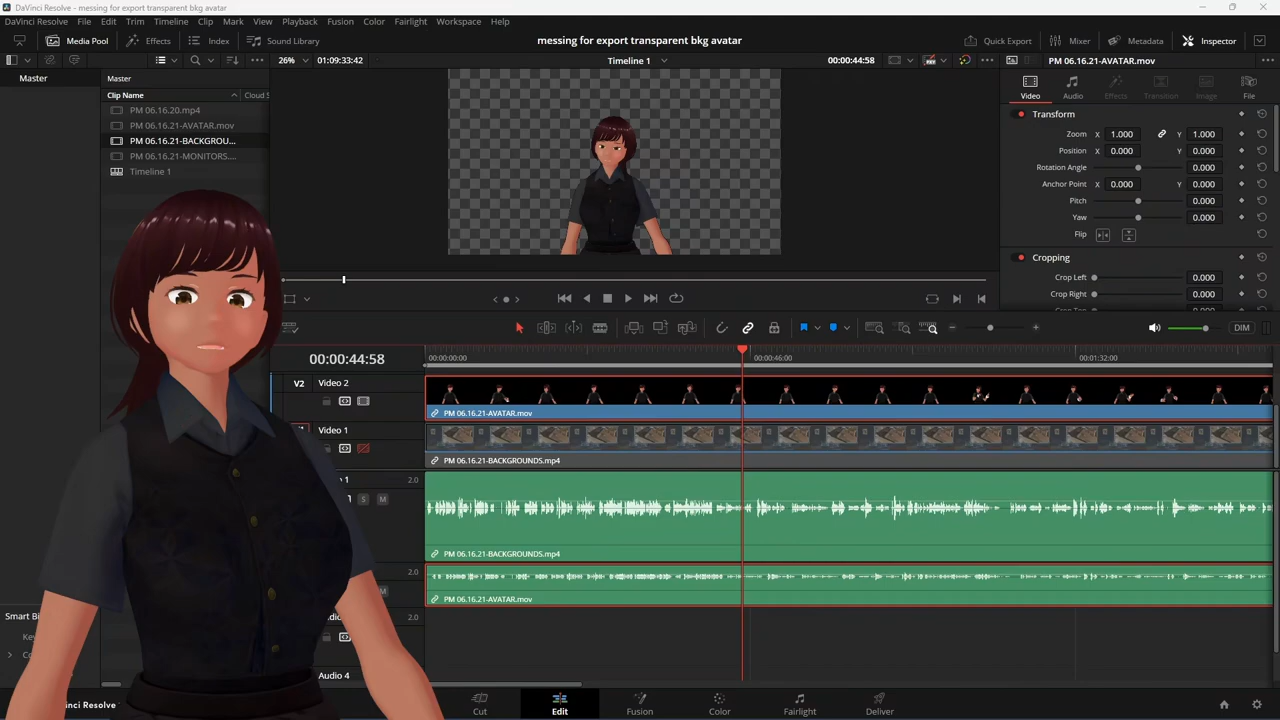 DaVinci Resolve - messing for export transparent bkg avatar
DaVinci Resolve File Edit Trim Timeline Clip Mark View Playback Fusion Color Fairlight Workspace Help
Media Pool Effects Index Sound Library messing for export transparent bkg avatar Quick Export Mixer Metadata Inspector
26% 01:09:33:42 Timeline 1 00:00:44:58 PM 06.16.21-AVATAR.mov
Master Master
Clip Name Cloud S
PM 06.16.20.mp4
PM 06.16.21-AVATAR.mov
PM 06.16.21-BACKGROU...
PM 06.16.21-MONITORS....
Timeline 1
Video Audio Effects Transition Image File
Transform
Zoom X 1.000 Y 1.000
Position X 0.000 Y 0.000
Rotation Angle 0.000
Anchor Point X 0.000 Y 0.000
Pitch 0.000
Yaw 0.000
Flip
Cropping
Crop Left 0.000
Crop Right 0.000
DIM
00:00:44:58 00:00:00:00 00:00:46:00 00:01:32:00
V2 Video 2
PM 06.16.21-AVATAR.mov
Video 1
PM 06.16.21-BACKGROUNDS.mp4
1 2.0
S M
PM 06.16.21-BACKGROUNDS.mp4
2.0
M
PM 06.16.21-AVATAR.mov
2.0
Smart Bi
Audio 4
Ke
Co
Vinci Resolve Cut Edit Fusion Color Fairlight Deliver